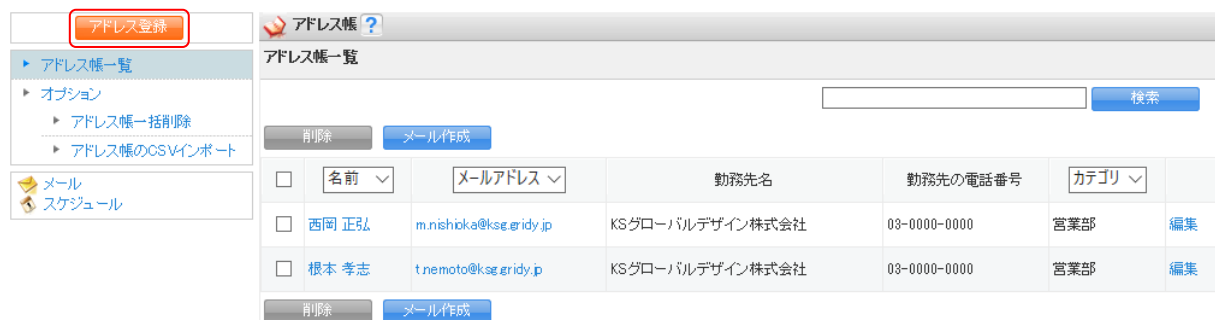 アドレス登録
アドレス帳一覧
オプション
アドレス帳一括削除
アドレス帳のCSVインポート
メール
スケジュール
アドレス帳 ?
アドレス帳一覧
検索
削除 メール作成
名前 メールアドレス 勤務先名 勤務先の電話番号 カテゴリ
西岡 正弘 m.nishioka@ksg.gridy.jp KSグローバルデザイン株式会社 03-0000-0000 営業部 編集
根本 孝志 t.nemoto@ksg.gridy.jp KSグローバルデザイン株式会社 03-0000-0000 営業部 編集
削除 メール作成